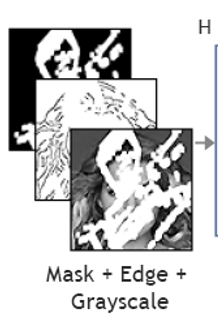 H
Mask + Edge +
Grayscale